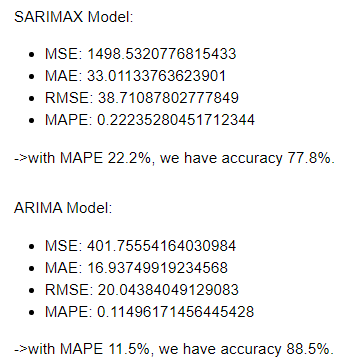 SARIMAX Model:
• MSE: 1498.5320776815433
• MAE: 33.01133763623901
• RMSE: 38.71087802777849
• MAPE: 0.22235280451712344
->with MAPE 22.2%, we have accuracy 77.8%.
ARIMA Model:
• MSE: 401.75554164030984
• MAE: 16.93749919234568
• RMSE: 20.04384049129083
• MAPE: 0.11496171456445428
->with MAPE 11.5%, we have accuracy 88.5%.